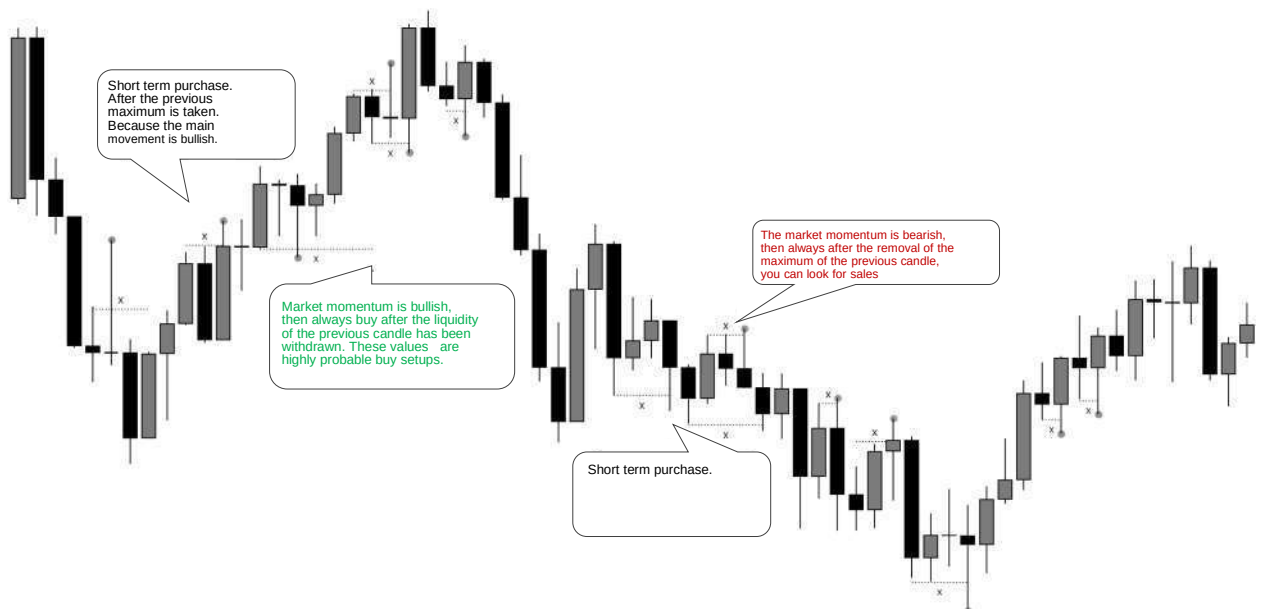 Short term purchase.
After the previous
maximum is taken.
Because the main
movement is bullish.
x
x
x
x
x
x
x
Market momentum is bullish,
then always buy after the liquidity
of the previous candle has been
withdrawn. These values are
highly probable buy setups.
The market momentum is bearish,
then always after the removal of the
maximum of the previous candle,
you can look for sales
x
x
x
x
x
x
x
x
Short term purchase.